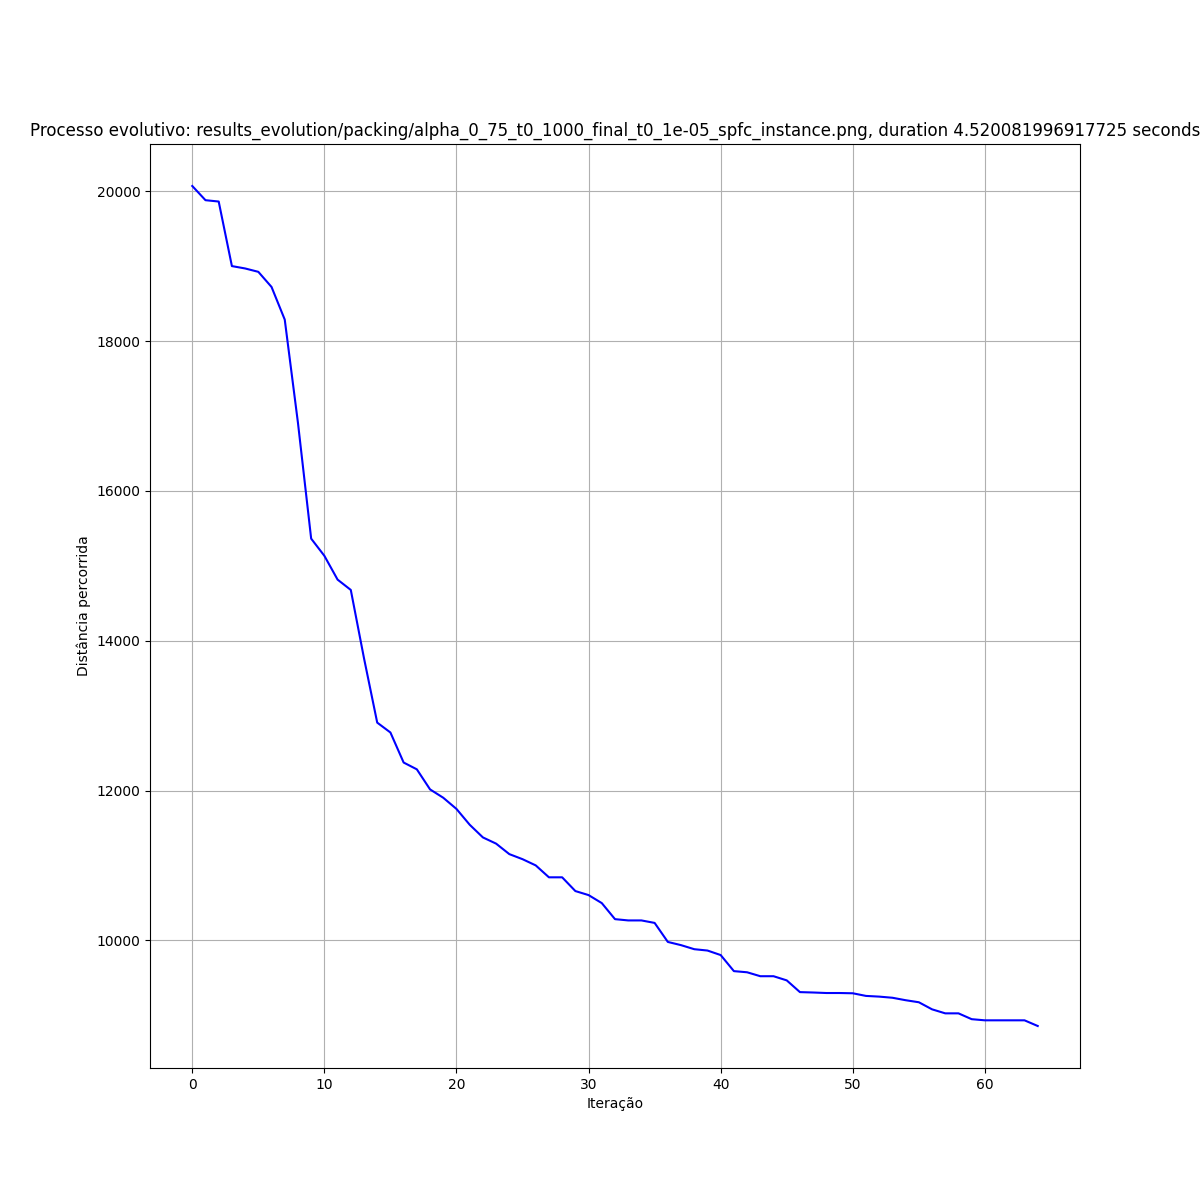 Processo evolutivo: results_evolution/packing/alpha_0_75_t0_1000_final_t0_1e-05_spfc_instance.png, duration 4.520081996917725 seconds
20000
18000
16000
14000
12000
10000
Distância percorrida
0 10 20 30 40 50 60
Iteração